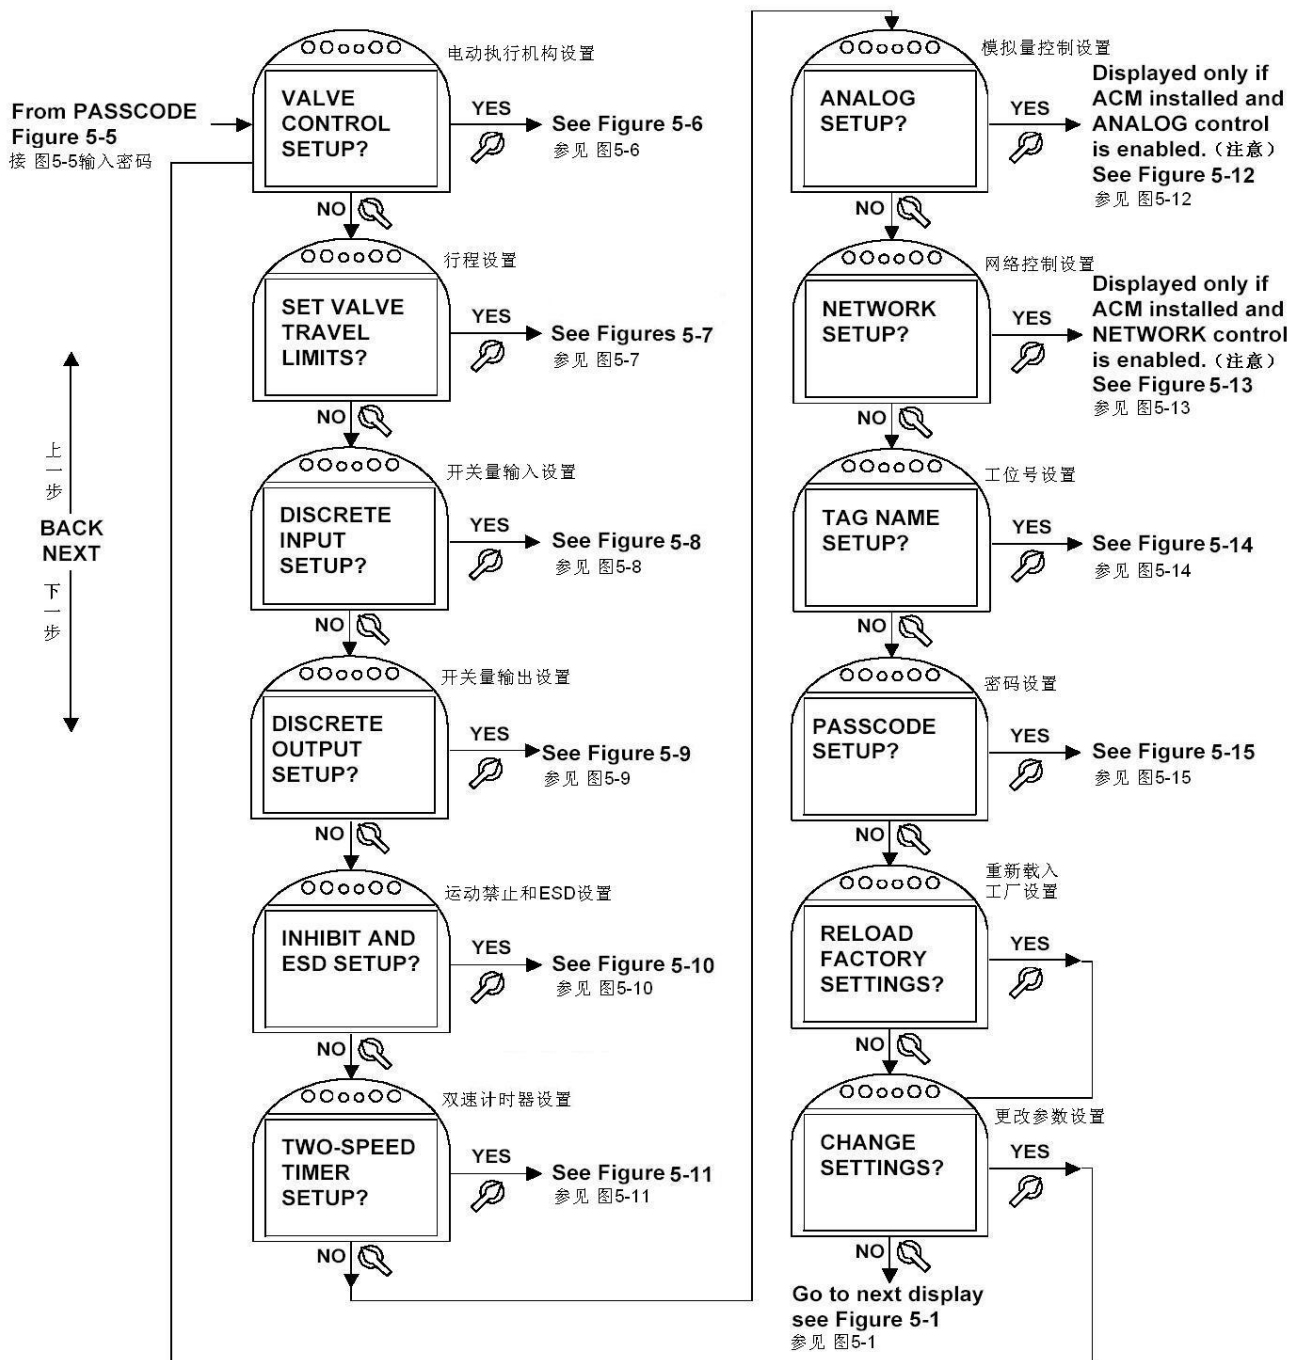 From PASSCODE
Figure 5-5
接 图5-5输入密码
电动执行机构设置
VALVE
CONTROL
SETUP?
YES
See Figure 5-6
参见 图5-6
NO
行程设置
SET VALVE
TRAVEL
LIMITS?
YES
See Figures 5-7
参见 图5-7
NO
上一步
BACK
NEXT
下一步
开关量输入设置
DISCRETE
INPUT
SETUP?
YES
See Figure 5-8
参见 图5-8
NO
开关量输出设置
DISCRETE
OUTPUT
SETUP?
YES
See Figure 5-9
参见 图5-9
NO
运动禁止和ESD设置
INHIBIT AND
ESD SETUP?
YES
See Figure 5-10
参见 图5-10
NO
双速计时器设置
TWO-SPEED
TIMER
SETUP?
YES
See Figure 5-11
参见 图5-11
NO
模拟量控制设置
ANALOG
SETUP?
YES
Displayed only if
ACM installed and
ANALOG control
is enabled.（注意）
See Figure 5-12
参见 图5-12
NO
网络控制设置
NETWORK
SETUP?
YES
Displayed only if
ACM installed and
NETWORK control
is enabled.（注意）
See Figure 5-13
参见 图5-13
NO
工位号设置
TAG NAME
SETUP?
YES
See Figure 5-14
参见 图5-14
NO
密码设置
PASSCODE
SETUP?
YES
See Figure 5-15
参见 图5-15
NO
重新载入
工厂设置
RELOAD
FACTORY
SETTINGS?
YES
NO
更改参数设置
CHANGE
SETTINGS?
YES
NO
Go to next display
see Figure 5-1
参见 图5-1